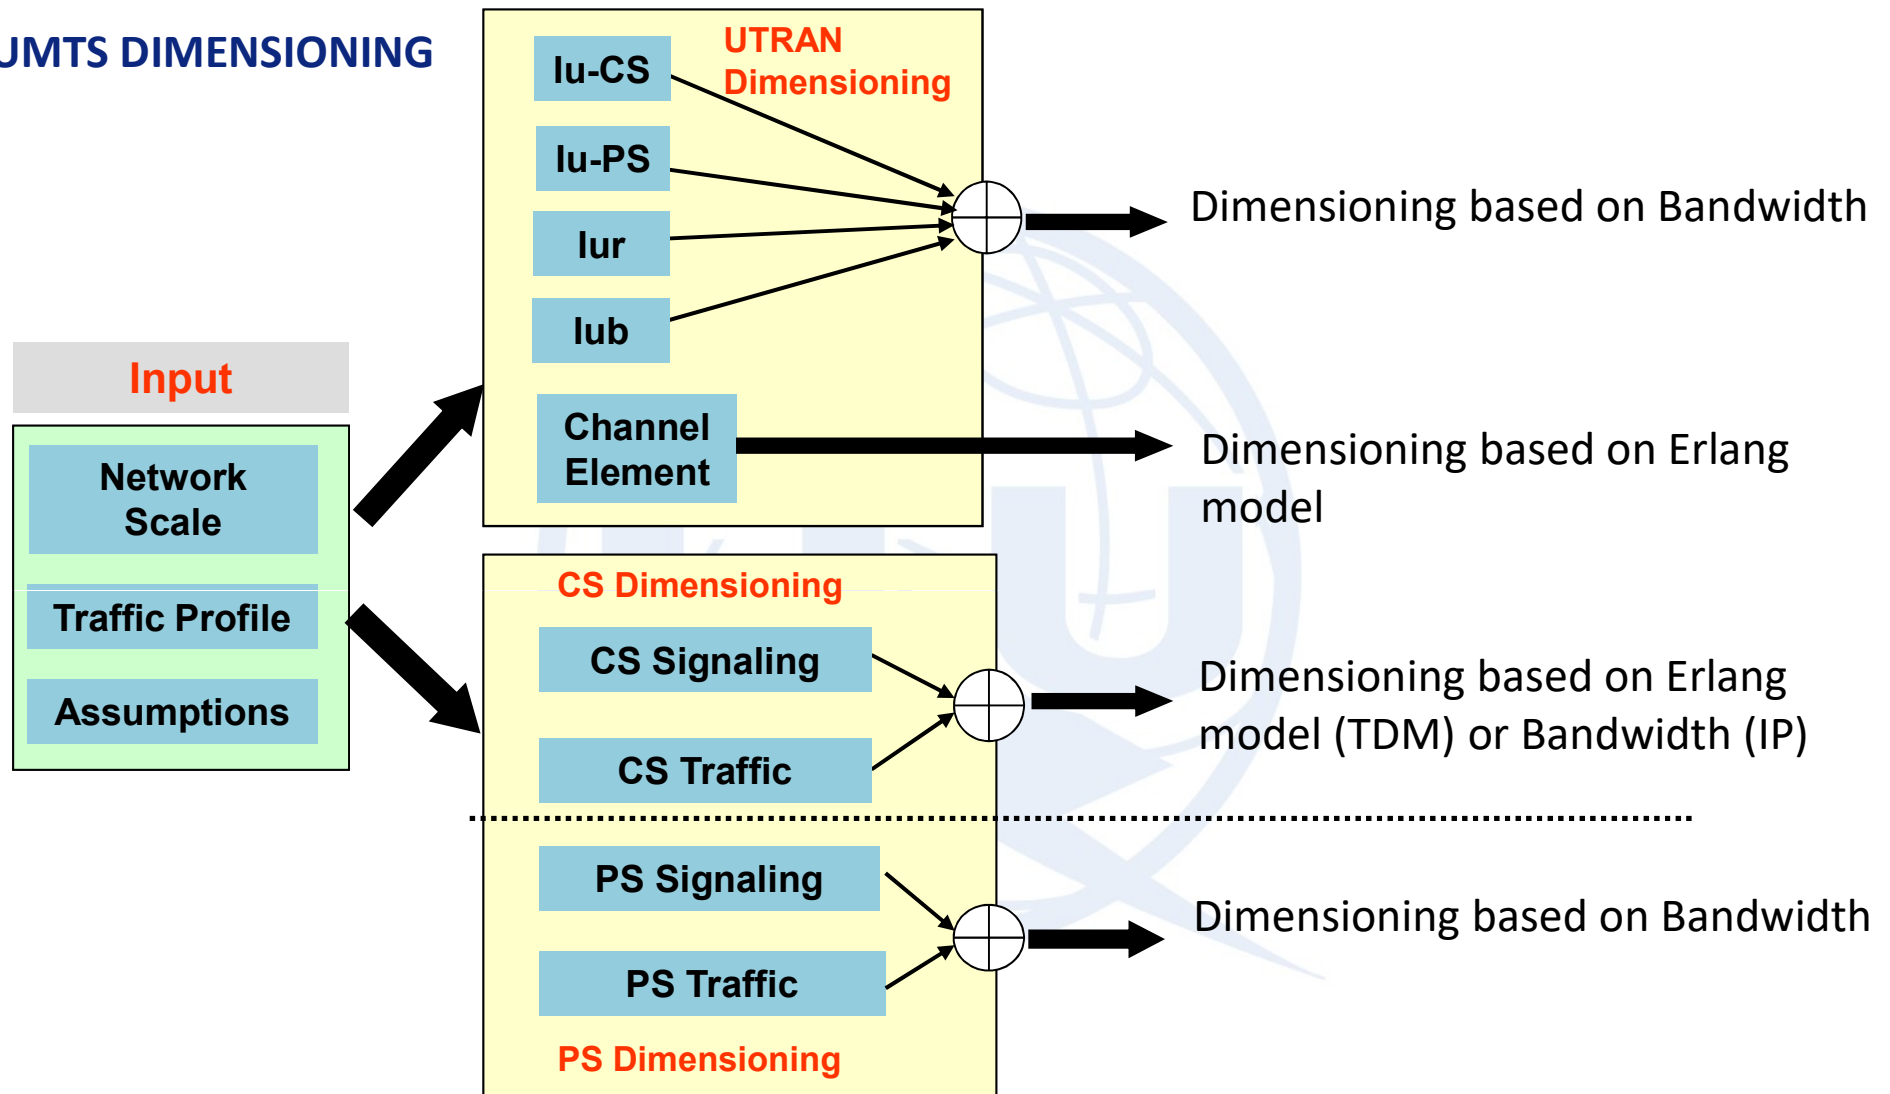 UMTS DIMENSIONING
UTRAN
Dimensioning
Iu-CS
Iu-PS
Iur
Iub
Channel
Element
Dimensioning based on Bandwidth
Dimensioning based on Erlang
model
Input
Network
Scale
Traffic Profile
Assumptions
CS Dimensioning
CS Signaling
CS Traffic
Dimensioning based on Erlang
model (TDM) or Bandwidth (IP)
PS Signaling
PS Traffic
PS Dimensioning
Dimensioning based on Bandwidth